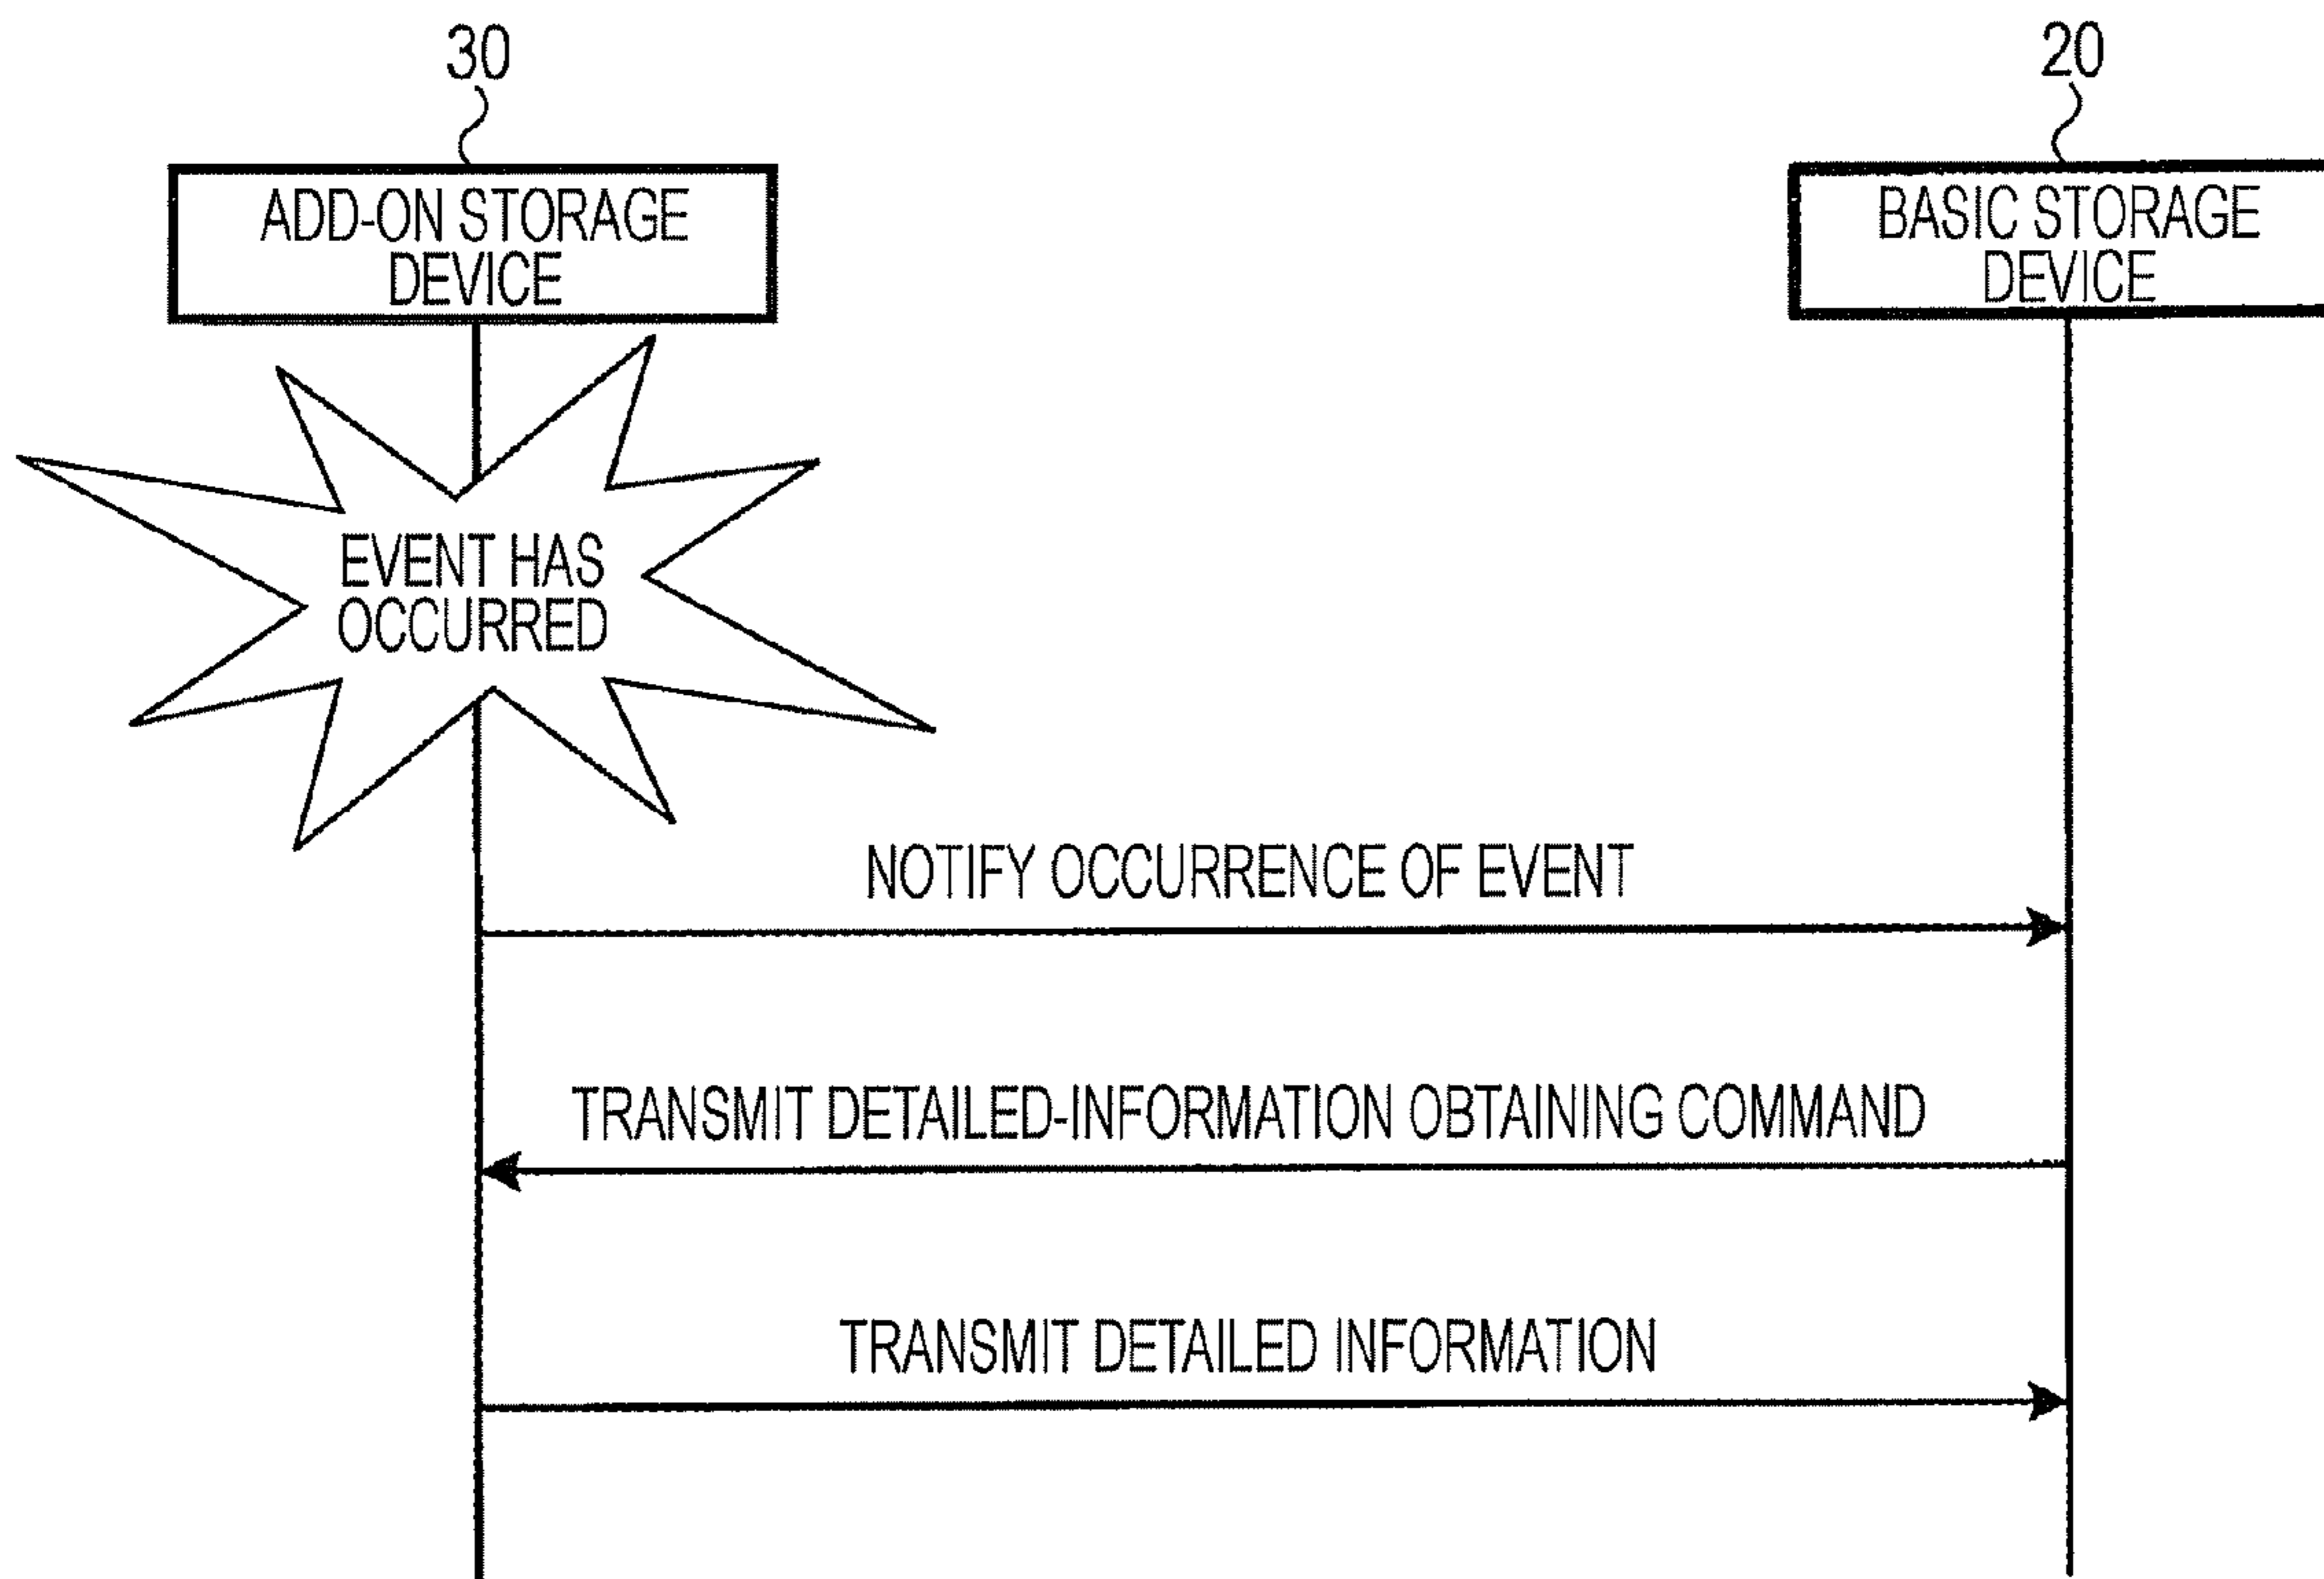 30
20
ADD-ON STORAGE
DEVICE
BASIC STORAGE
DEVICE
EVENT HAS
OCCURRED
NOTIFY OCCURRENCE OF EVENT
TRANSMIT DETAILED-INFORMATION OBTAINING COMMAND
TRANSMIT DETAILED INFORMATION